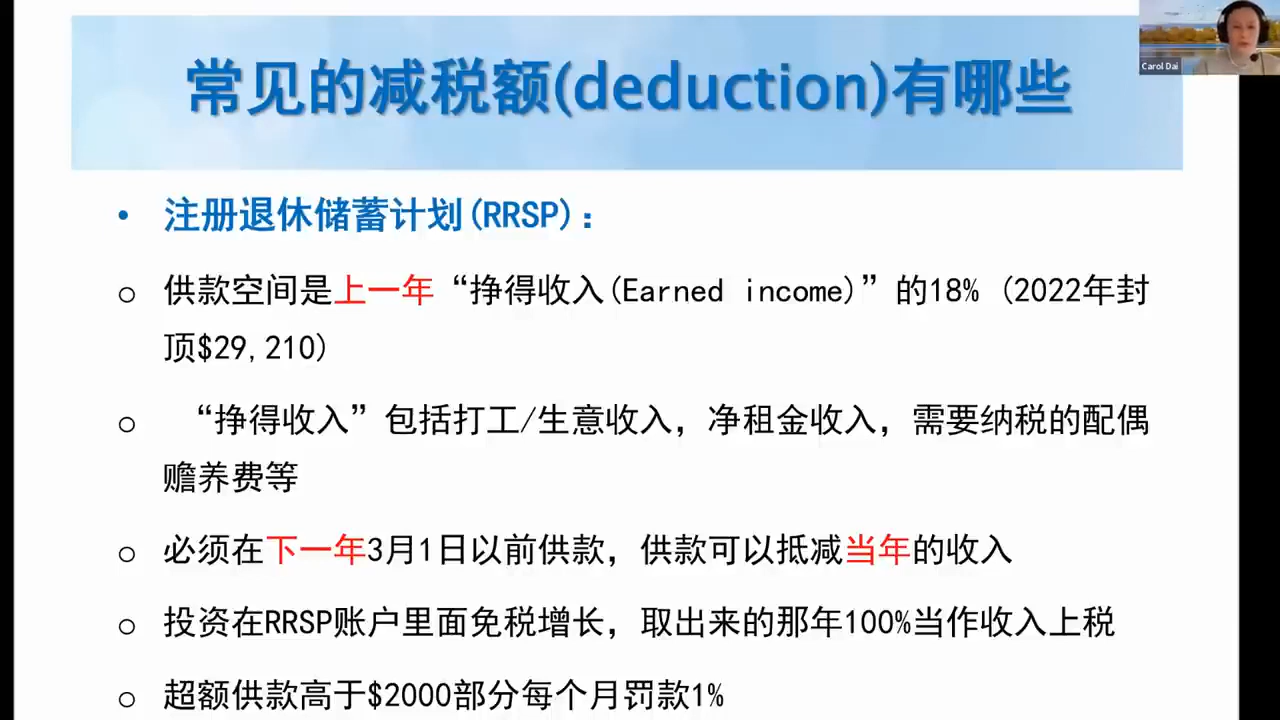 常见的减税额(deduction)有哪些
Carol Dai
• 注册退休储蓄计划(RRSP)：
○ 供款空间是上一年“挣得收入(Earned income)”的18% (2022年封
顶$29,210)
○ “挣得收入”包括打工/生意收入，净租金收入，需要纳税的配偶
赡养费等
○ 必须在下一年3月1日以前供款，供款可以抵减当年的收入
○ 投资在RRSP账户里面免税增长，取出来的那年100%当作收入上税
○ 超额供款高于$2000部分每个月罚款1%